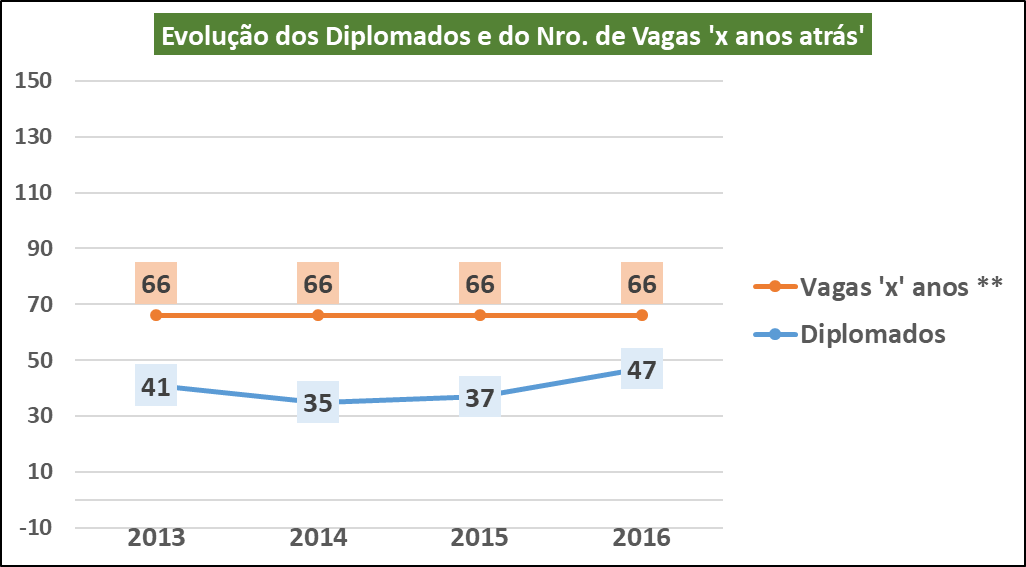 Evolução dos Diplomados e do Nro. de Vagas 'x anos atrás'
150
130
110
90
70
50
30
10
-10
66 66 66 66
41 35 37 47
2013 2014 2015 2016
Vagas 'x' anos **
Diplomados